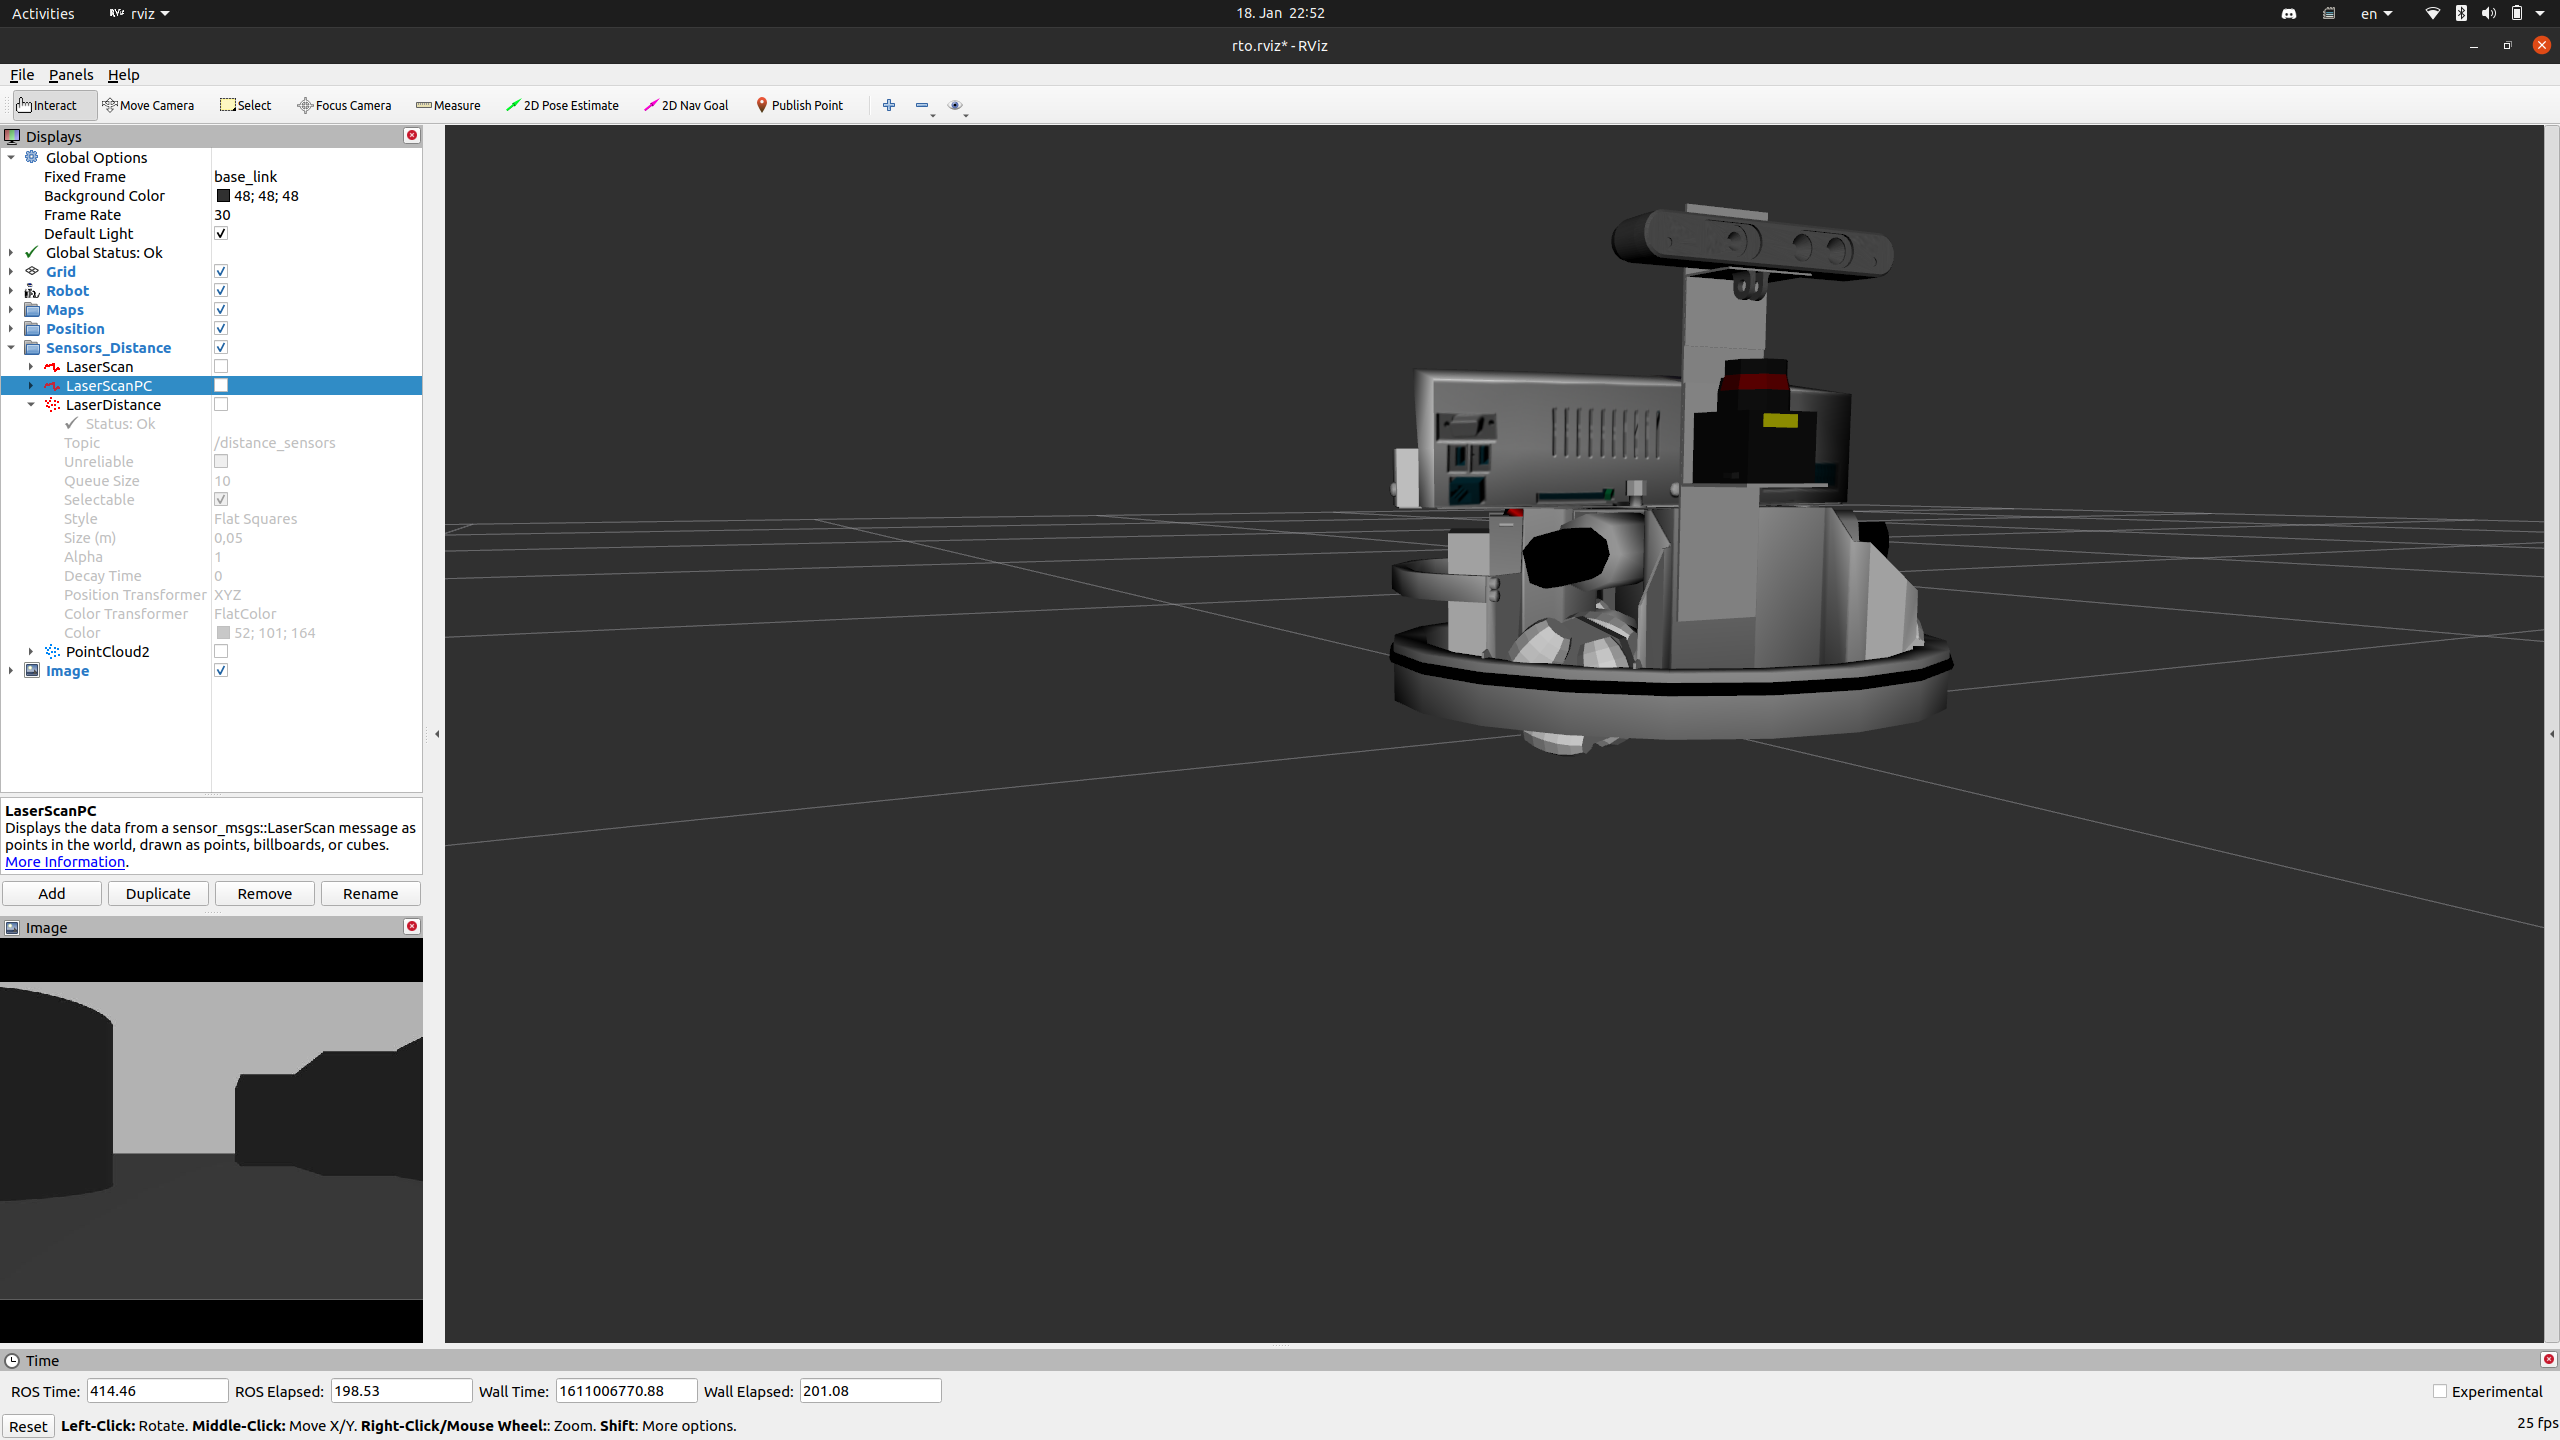 Activities RViz rviz 18. Jan 22:52 en
rto.rviz* - RViz
File Panels Help
Interact Move Camera Select Focus Camera Measure 2D Pose Estimate 2D Nav Goal Publish Point
Displays
Global Options
Fixed Frame base_link
Background Color 48; 48; 48
Frame Rate 30
Default Light
Global Status: Ok
Grid
Robot
Maps
Position
Sensors_Distance
LaserScan
LaserScanPC
LaserDistance
Status: Ok
Topic /distance_sensors
Unreliable
Queue Size 10
Selectable
Style Flat Squares
Size (m) 0,05
Alpha 1
Decay Time 0
Position Transformer XYZ
Color Transformer FlatColor
Color 52; 101; 164
PointCloud2
Image
LaserScanPC
Displays the data from a sensor_msgs::LaserScan message as
points in the world, drawn as points, billboards, or cubes.
More Information.
Add Duplicate Remove Rename
Image
Time
ROS Time: 414.46 ROS Elapsed: 198.53 Wall Time: 1611006770.88 Wall Elapsed: 201.08 Experimental
Reset Left-Click: Rotate. Middle-Click: Move X/Y. Right-Click/Mouse Wheel:: Zoom. Shift: More options. 25 fps